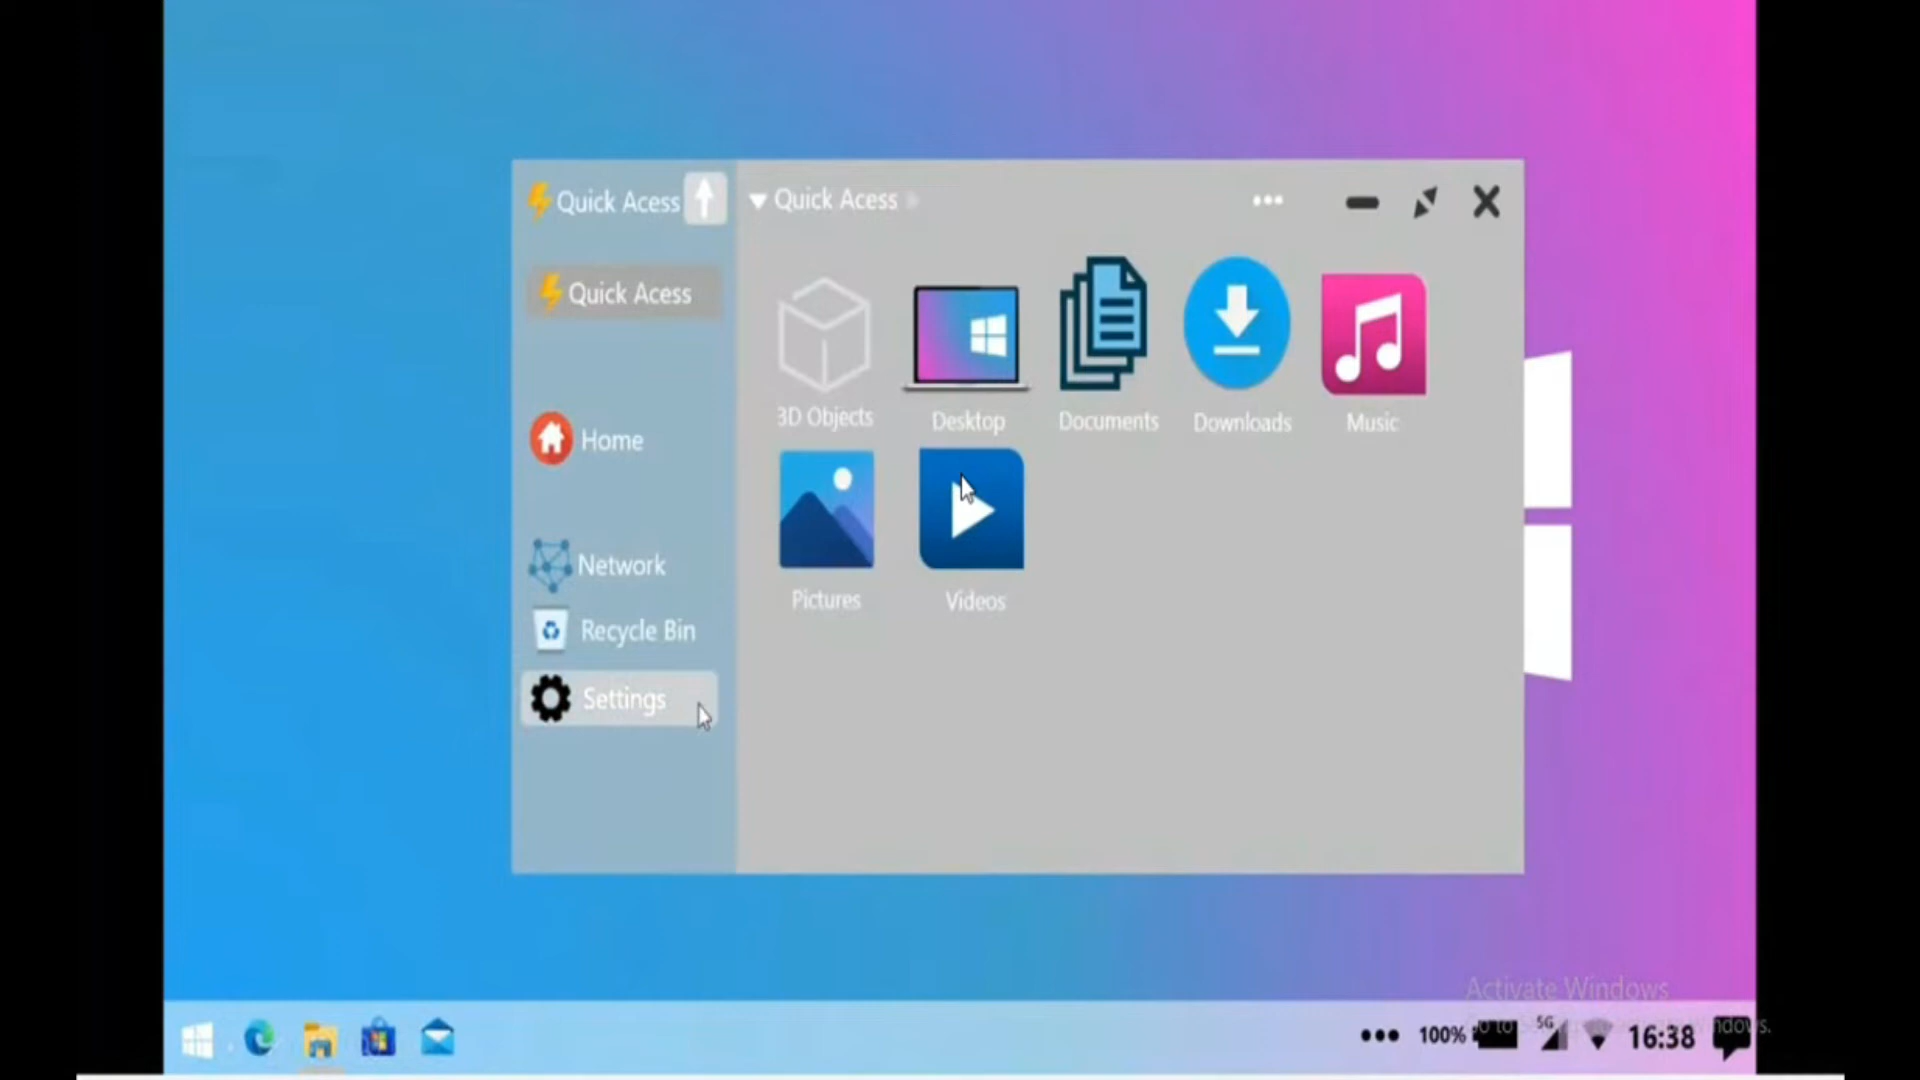 Quick Acess
Quick Acess
Quick Acess
Home
Network
Recycle Bin
Settings
3D Objects
Desktop
Documents
Downloads
Music
Pictures
Videos
Activate Windows
100%
5G
16:38